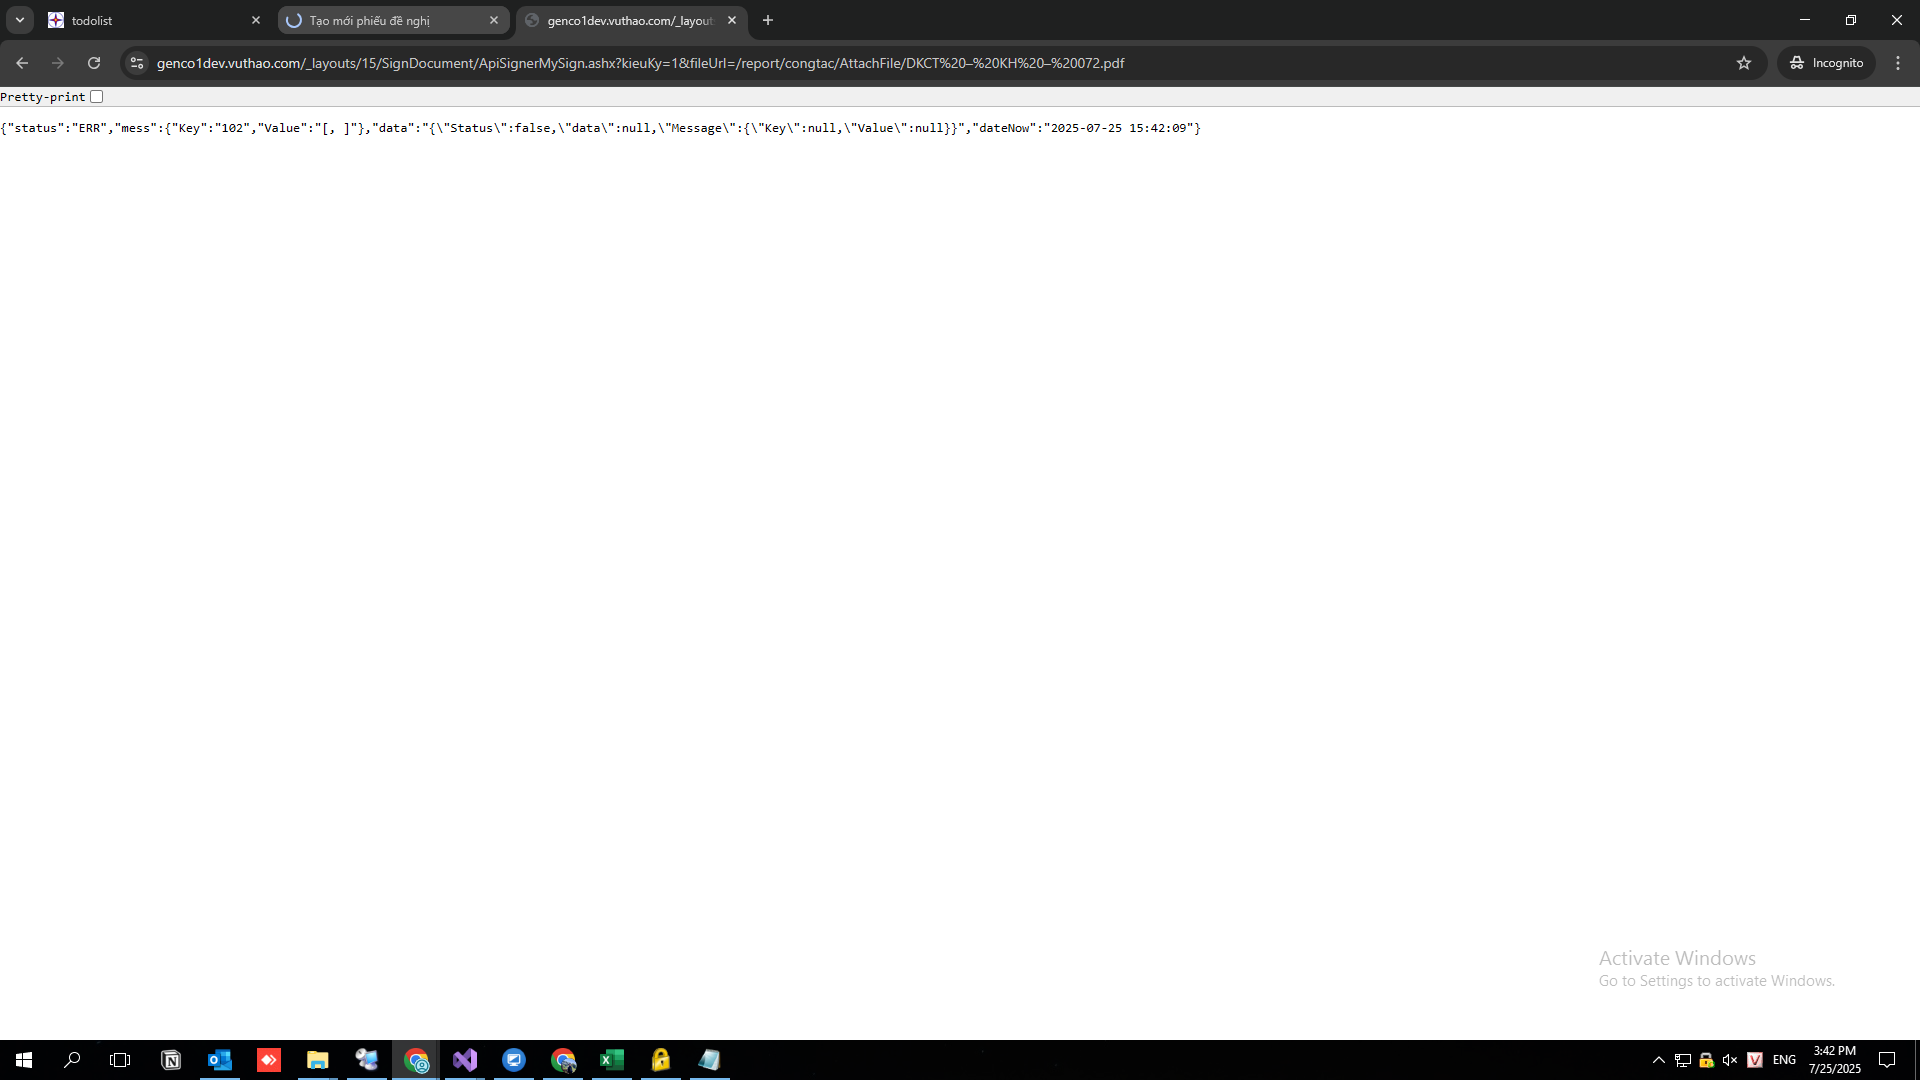 todolist
Tạo mới phiếu đề nghị
genco1dev.vuthao.com/_layout
genco1dev.vuthao.com/_layouts/15/SignDocument/ApiSignerMySign.ashx?kieuKy=1&fileUrl=/report/congtac/AttachFile/DKCT%20–%20KH%20–%20072.pdf
Incognito
Pretty-print
{"status":"ERR","mess":{"Key":"102","Value":"[, ]"},"data":"{\"Status\":false,\"data\":null,\"Message\":{\"Key\":null,\"Value\":null}}","dateNow":"2025-07-25 15:42:09"}
Activate Windows
Go to Settings to activate Windows.
ENG
3:42 PM
7/25/2025